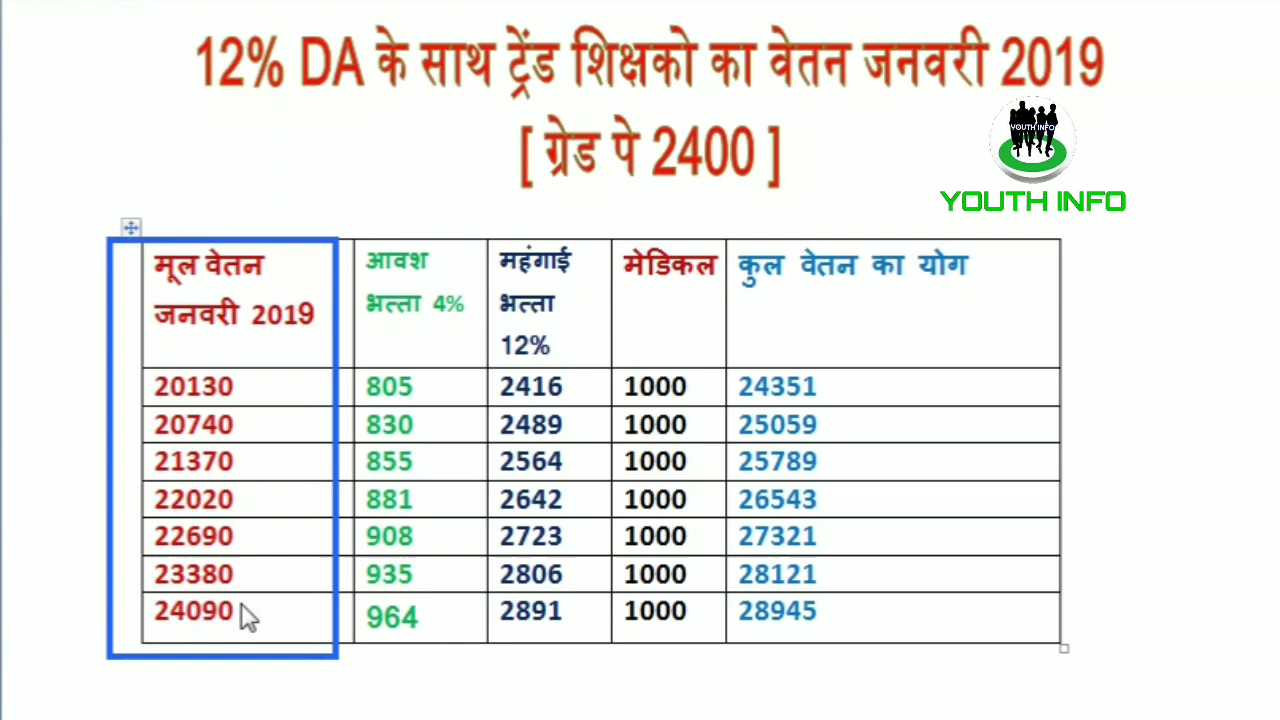 12% DA के साथ ट्रेंड शिक्षको का वेतन जनवरी 2019
[ ग्रेड पे 2400 ]
YOUTH INFO
YOUTH INFO
मूल वेतन जनवरी 2019 आवश भत्ता 4% महंगाई भत्ता 12% मेडिकल कुल वेतन का योग
20130 805 2416 1000 24351
20740 830 2489 1000 25059
21370 855 2564 1000 25789
22020 881 2642 1000 26543
22690 908 2723 1000 27321
23380 935 2806 1000 28121
24090 964 2891 1000 28945